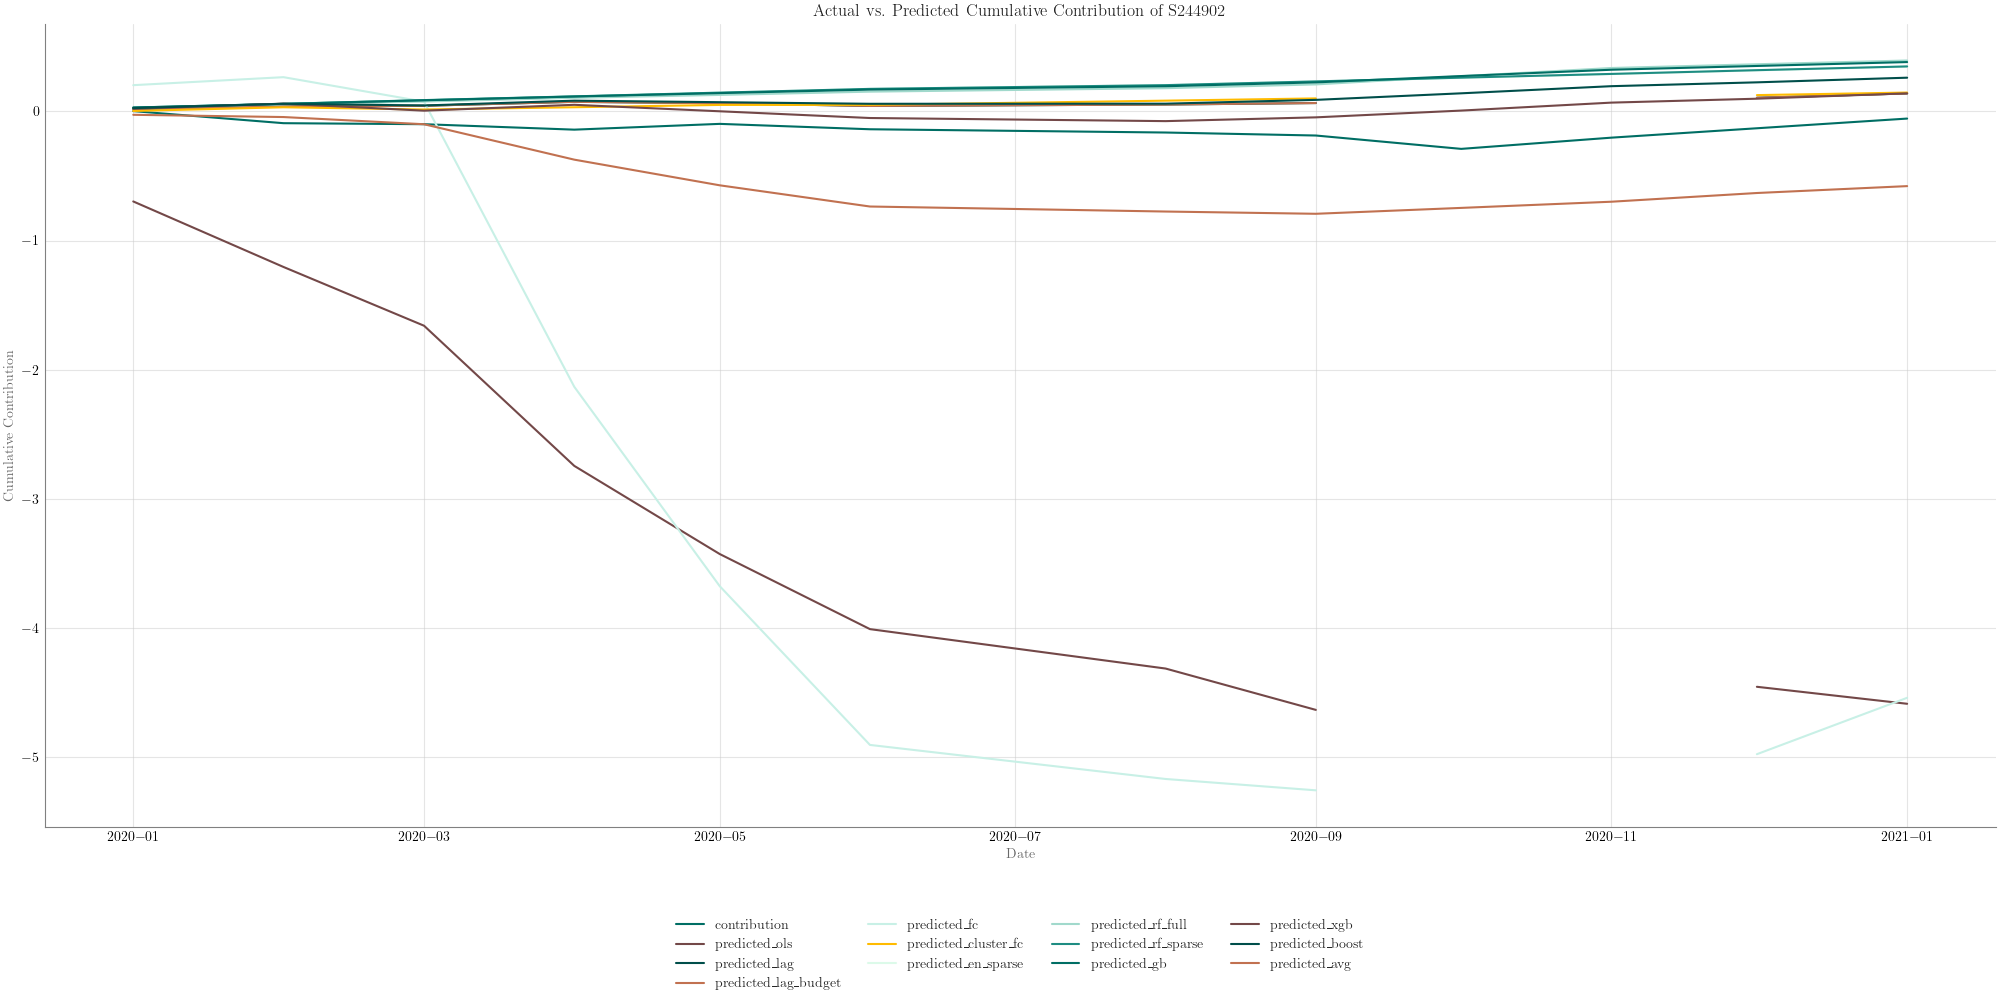 Actual vs. Predicted Cumulative Contribution of S244902
Cumulative Contribution
0
−1
−2
−3
−4
−5
2020−01
2020−03
2020−05
2020−07
2020−09
2020−11
2021−01
Date
contribution
predicted_ols
predicted_lag
predicted_lag_budget
predicted_fc
predicted_cluster_fc
predicted_en_sparse
predicted_rf_full
predicted_rf_sparse
predicted_gb
predicted_xgb
predicted_boost
predicted_avg